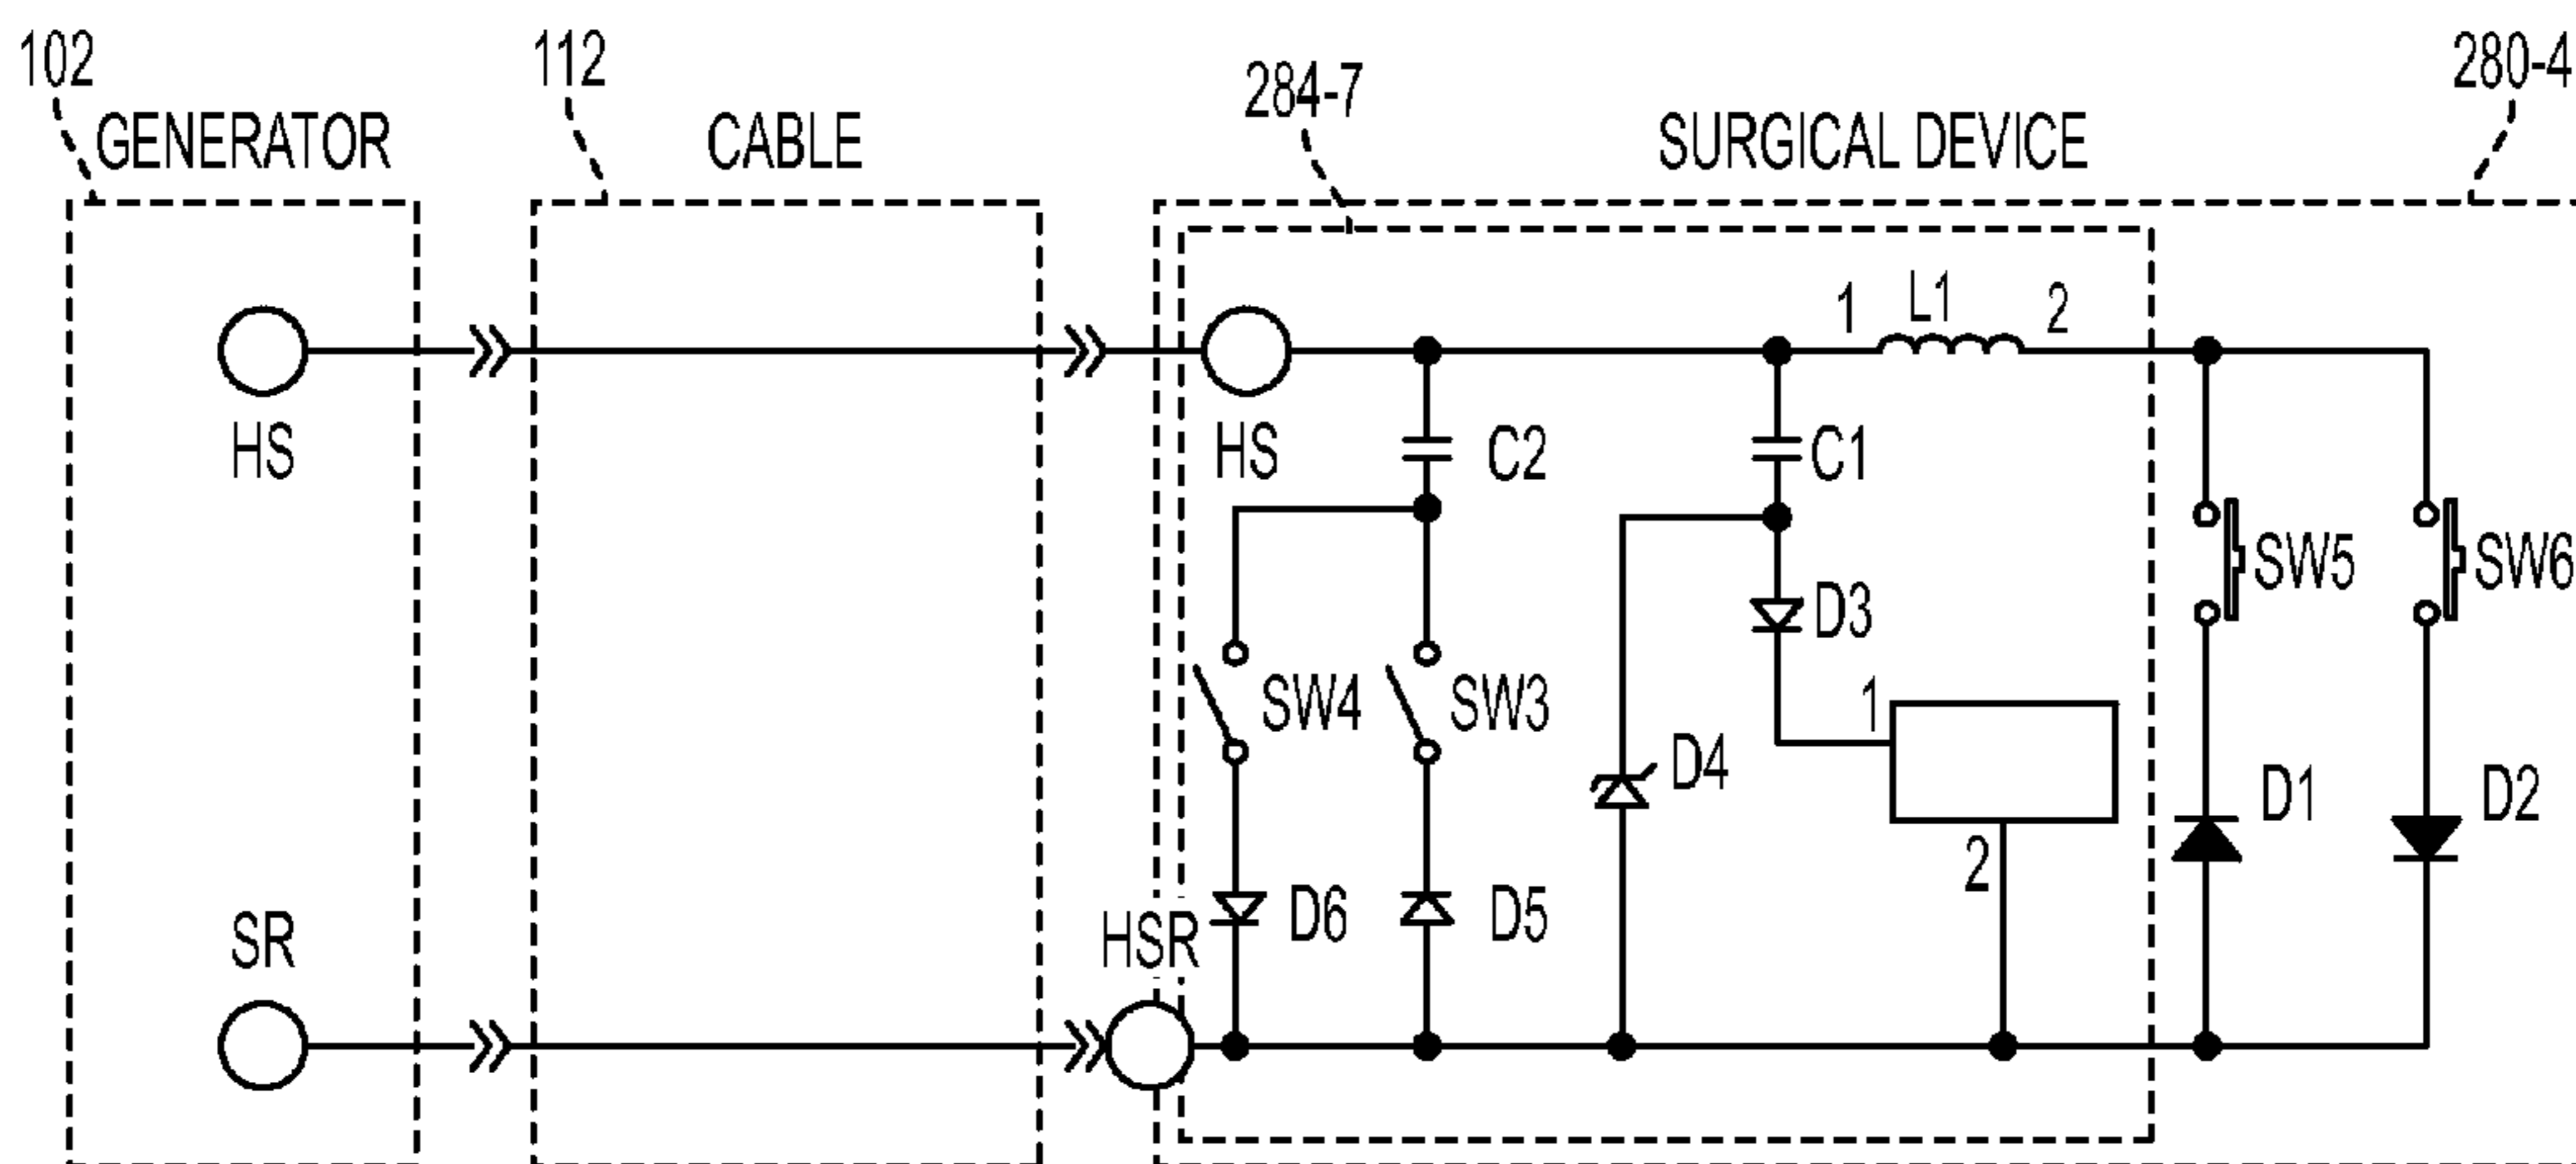 102
112
284-7
280-4
GENERATOR
CABLE
SURGICAL DEVICE
1
L1
2
HS
HS
C2
C1
SW5
SW6
D3
SW4
SW3
1
D4
D1
D2
2
SR
HSR
D6
D5